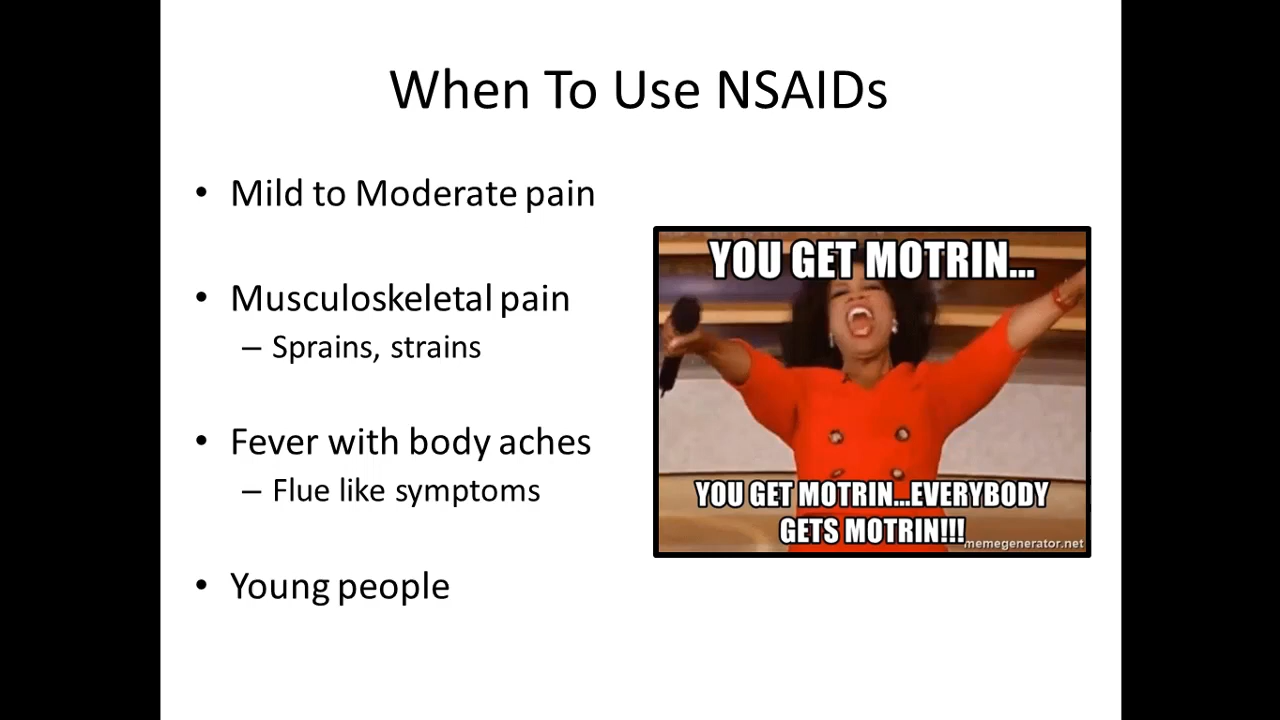 When To Use NSAIDs
• Mild to Moderate pain
• Musculoskeletal pain
– Sprains, strains
• Fever with body aches
– Flue like symptoms
• Young people
YOU GET MOTRIN...
YOU GET MOTRIN...EVERYBODY
GETS MOTRIN!!!
memegenerator.net